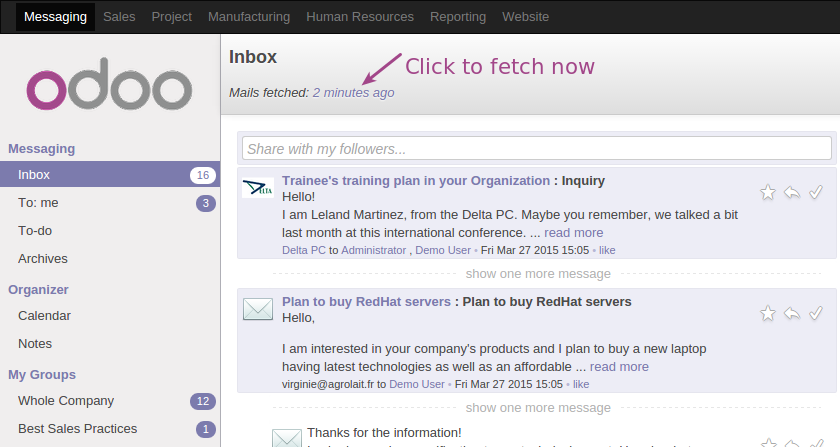 Messaging Sales Project Manufacturing Human Resources Reporting Website
odoo
Messaging
Inbox 16
To: me 3
To-do
Archives
Organizer
Calendar
Notes
My Groups
Whole Company 12
Best Sales Practices 1
Inbox
Click to fetch now
Mails fetched: 2 minutes ago
Share with my followers...
Trainee's training plan in your Organization : Inquiry
Hello!
I am Leland Martinez, from the Delta PC. Maybe you remember, we talked a bit
last month at this international conference. ... read more
Delta PC to Administrator , Demo User • Fri Mar 27 2015 15:05 • like
show one more message
Plan to buy RedHat servers : Plan to buy RedHat servers
Hello,
I am interested in your company's products and I plan to buy a new laptop
having latest technologies as well as an affordable ... read more
virginie@agrolait.fr to Demo User • Fri Mar 27 2015 15:05 • like
show one more message
Thanks for the information!